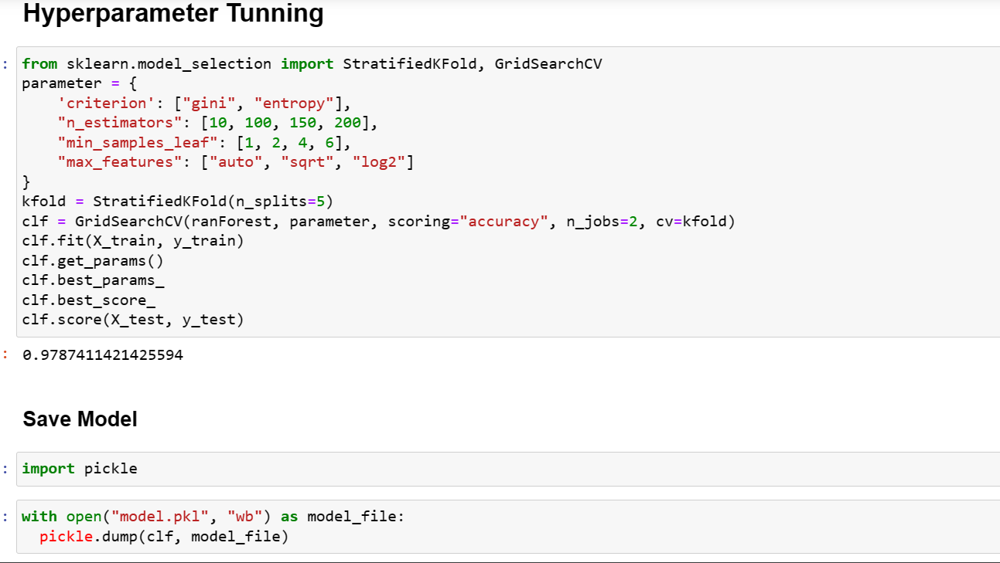 Hyperparameter Tunning
: from sklearn.model_selection import StratifiedKFold, GridSearchCV
parameter = {
    'criterion': ["gini", "entropy"],
    "n_estimators": [10, 100, 150, 200],
    "min_samples_leaf": [1, 2, 4, 6],
    "max_features": ["auto", "sqrt", "log2"]
}
kfold = StratifiedKFold(n_splits=5)
clf = GridSearchCV(ranForest, parameter, scoring="accuracy", n_jobs=2, cv=kfold)
clf.fit(X_train, y_train)
clf.get_params()
clf.best_params_
clf.best_score_
clf.score(X_test, y_test)
: 0.9787411421425594
Save Model
: import pickle
: with open("model.pkl", "wb") as model_file:
  pickle.dump(clf, model_file)